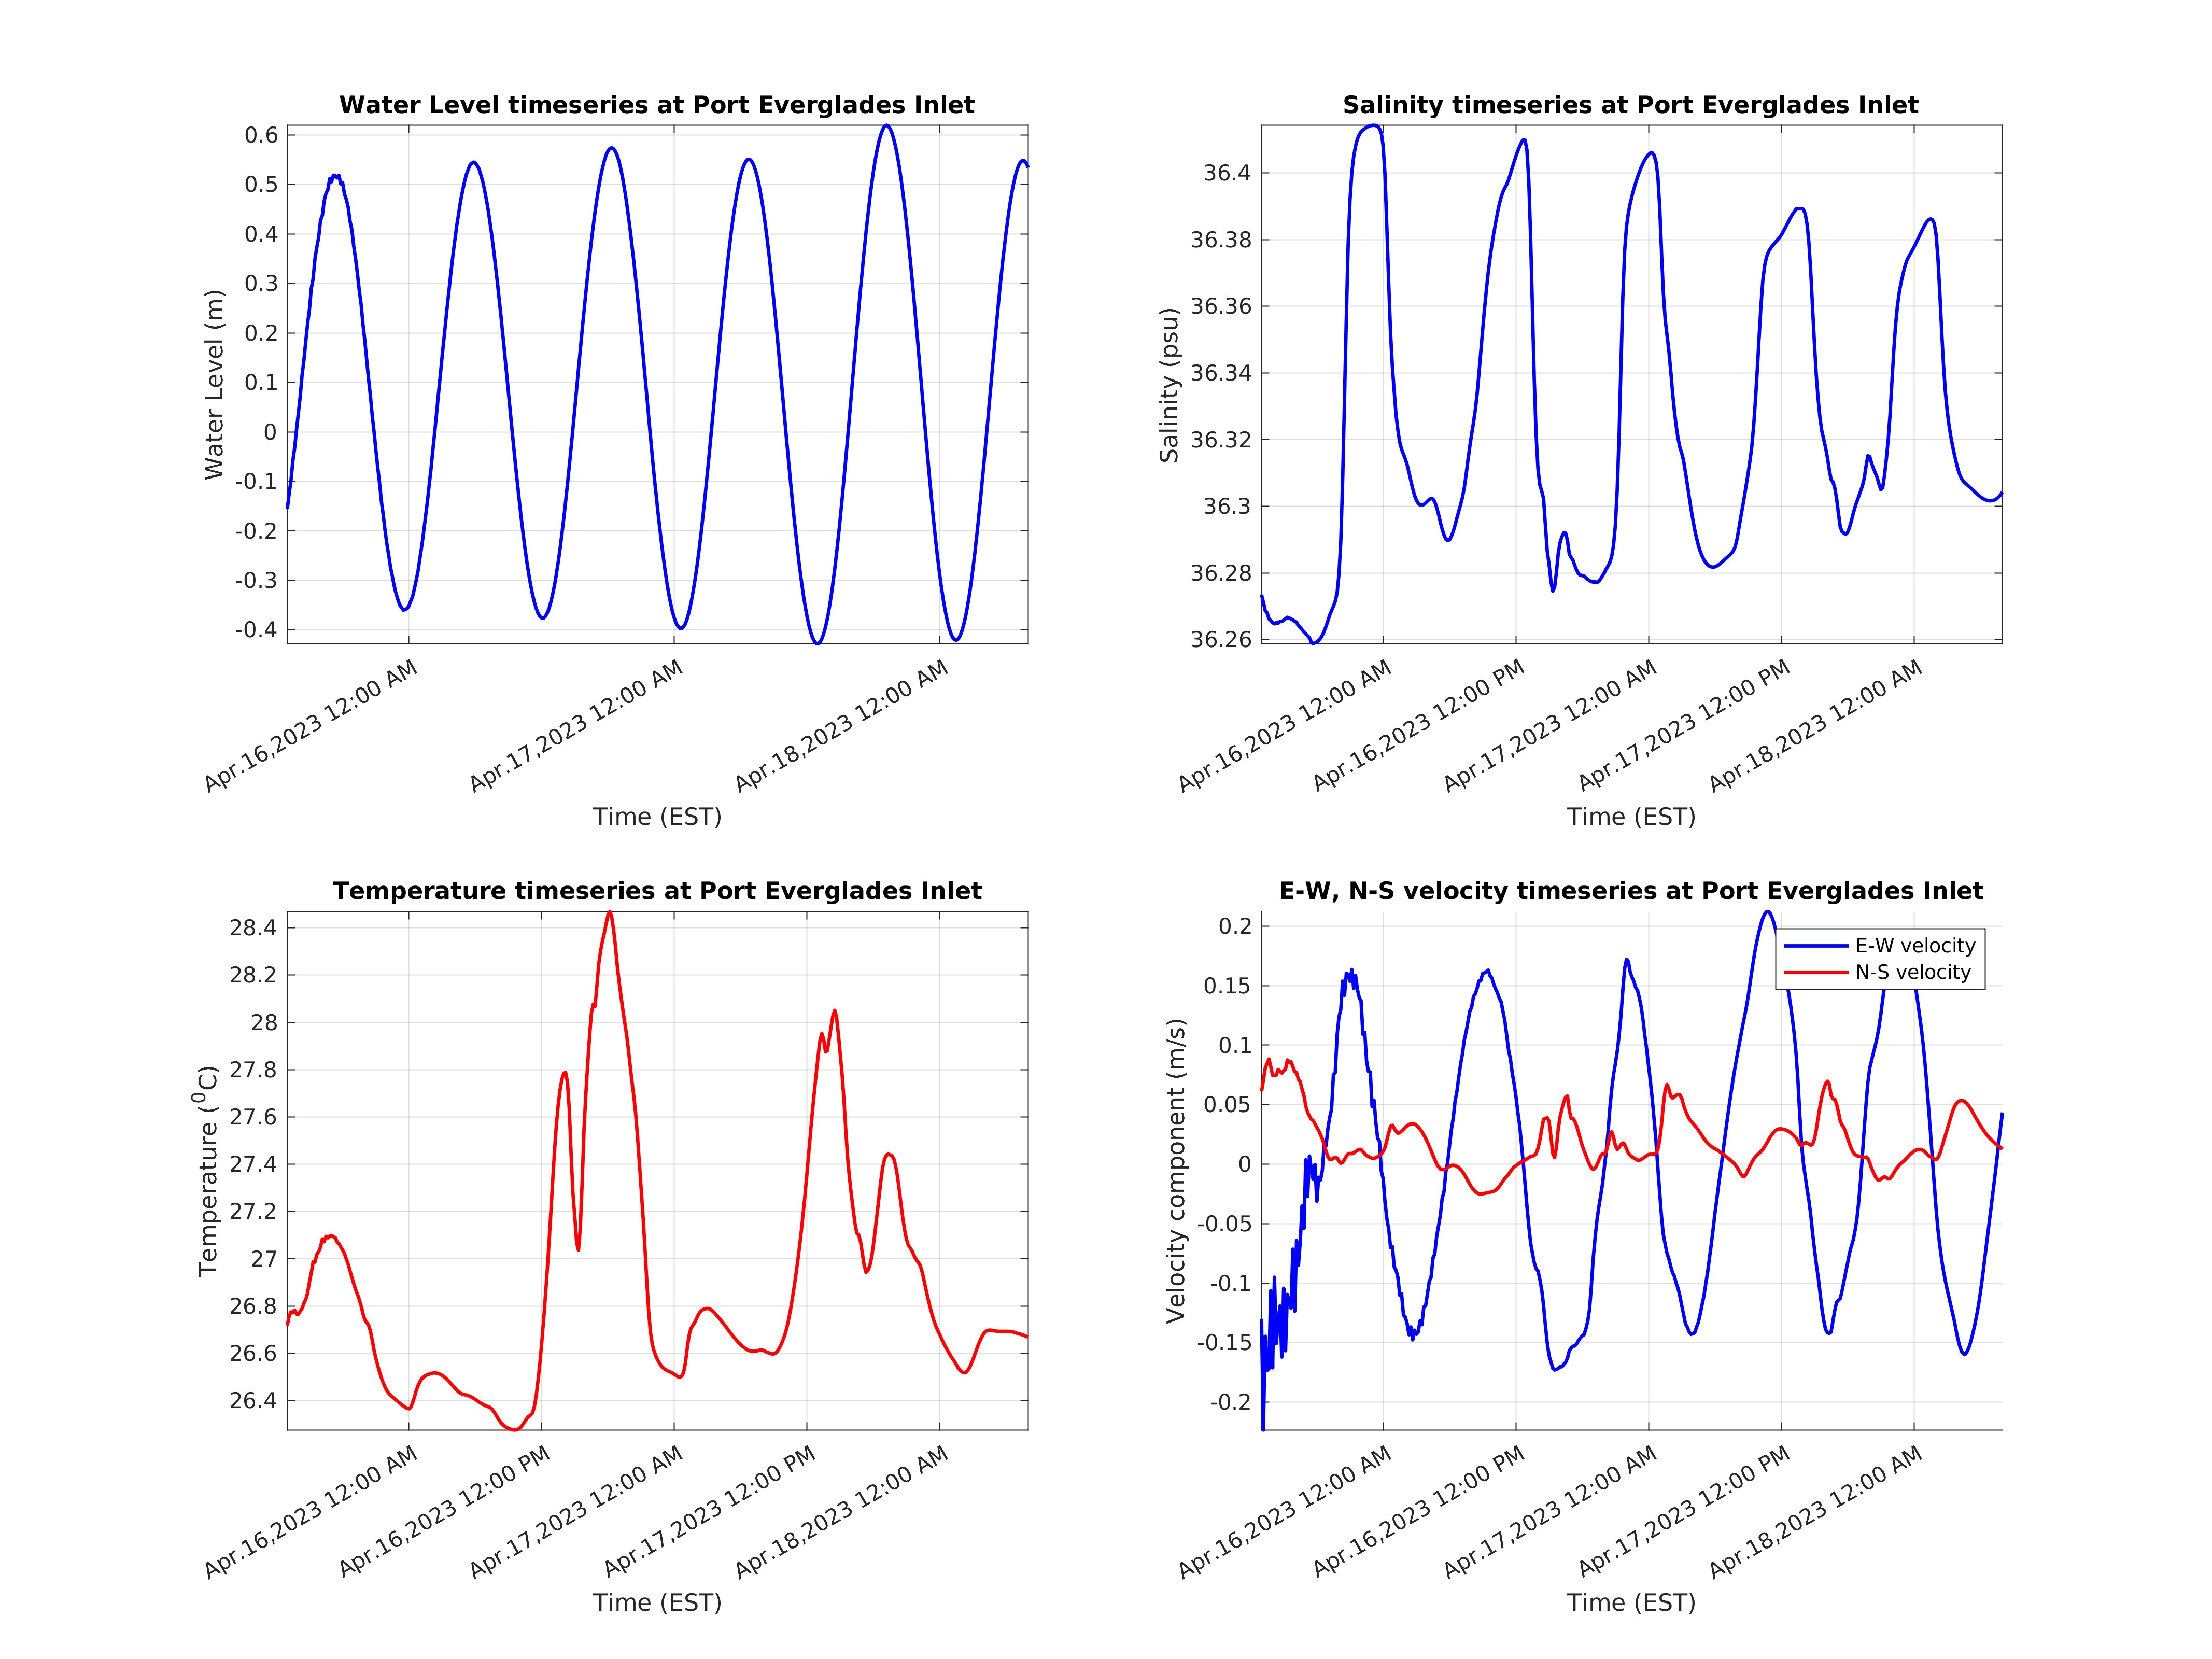 Water Level timeseries at Port Everglades Inlet
Water Level (m)
0.6
0.5
0.4
0.3
0.2
0.1
0
-0.1
-0.2
-0.3
-0.4
Apr.16,2023 12:00 AM
Apr.17,2023 12:00 AM
Apr.18,2023 12:00 AM
Time (EST)
Salinity timeseries at Port Everglades Inlet
Salinity (psu)
36.4
36.38
36.36
36.34
36.32
36.3
36.28
36.26
Apr.16,2023 12:00 AM
Apr.16,2023 12:00 PM
Apr.17,2023 12:00 AM
Apr.17,2023 12:00 PM
Apr.18,2023 12:00 AM
Time (EST)
Temperature timeseries at Port Everglades Inlet
Temperature (⁰C)
28.4
28.2
28
27.8
27.6
27.4
27.2
27
26.8
26.6
26.4
Apr.16,2023 12:00 AM
Apr.16,2023 12:00 PM
Apr.17,2023 12:00 AM
Apr.17,2023 12:00 PM
Apr.18,2023 12:00 AM
Time (EST)
E-W, N-S velocity timeseries at Port Everglades Inlet
Velocity component (m/s)
0.2
0.15
0.1
0.05
0
-0.05
-0.1
-0.15
-0.2
E-W velocity
N-S velocity
Apr.16,2023 12:00 AM
Apr.16,2023 12:00 PM
Apr.17,2023 12:00 AM
Apr.17,2023 12:00 PM
Apr.18,2023 12:00 AM
Time (EST)